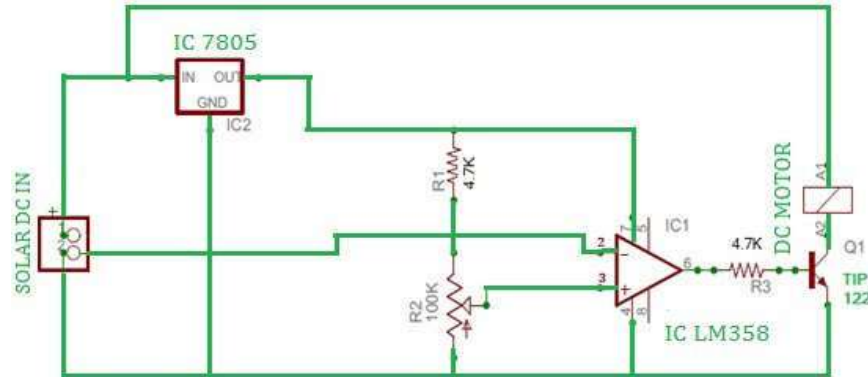 IC 7805
IN OUT
GND
IC2
SOLAR DC IN
+
1
2
R1
4.7K
R2
100K
2
-
3
+
7
5
IC1
6
4
8
IC LM358
4.7K
R3
DC MOTOR
A1
A2
Q1
TIP
122